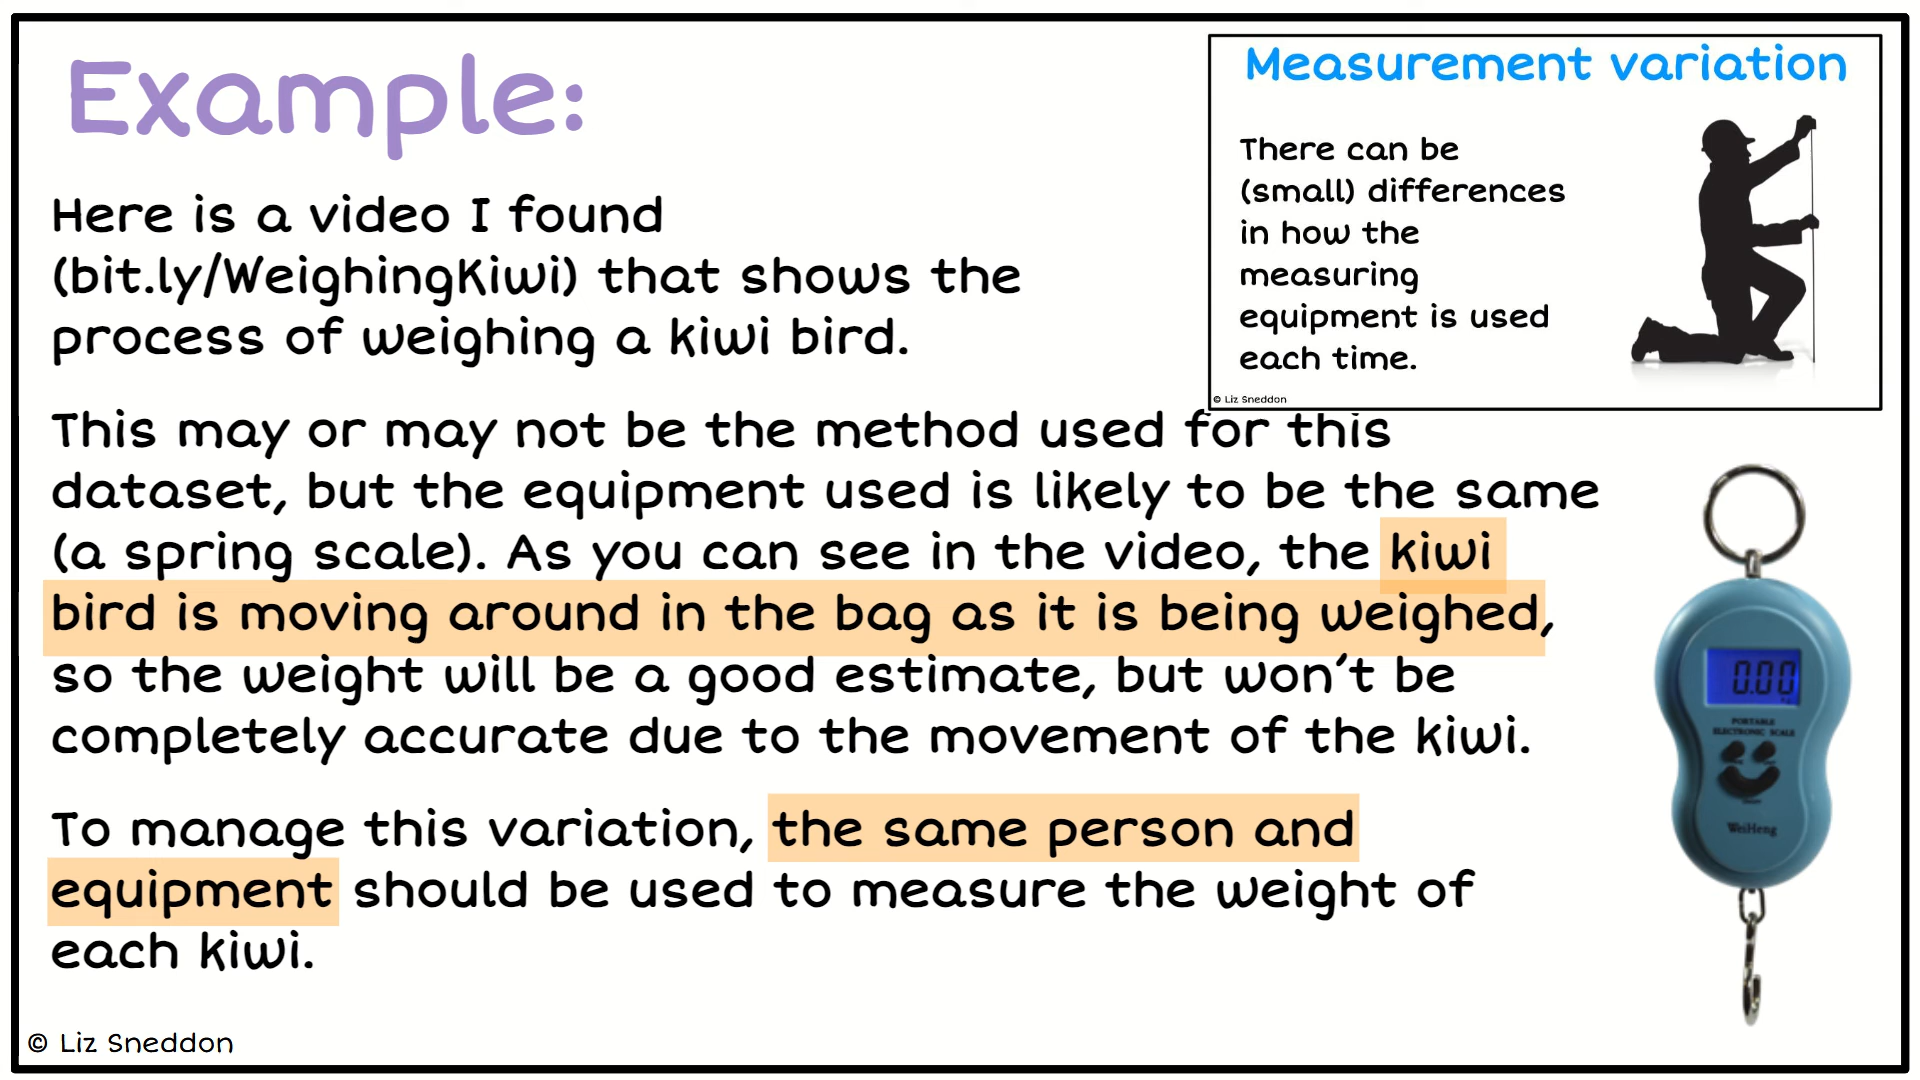 Example:
Here is a video I found
(bit.ly/WeighingKiwi) that shows the
process of weighing a kiwi bird.
Measurement variation
There can be
(small) differences
in how the
measuring
equipment is used
each time.
© Liz Sneddon
This may or may not be the method used for this
dataset, but the equipment used is likely to be the same
(a spring scale). As you can see in the video, the kiwi
bird is moving around in the bag as it is being weighed,
so the weight will be a good estimate, but won't be
completely accurate due to the movement of the kiwi.
To manage this variation, the same person and
equipment should be used to measure the weight of
each kiwi.
0.00
PORTABLE
ELECTRONIC SCALE
WeiHeng
© Liz Sneddon